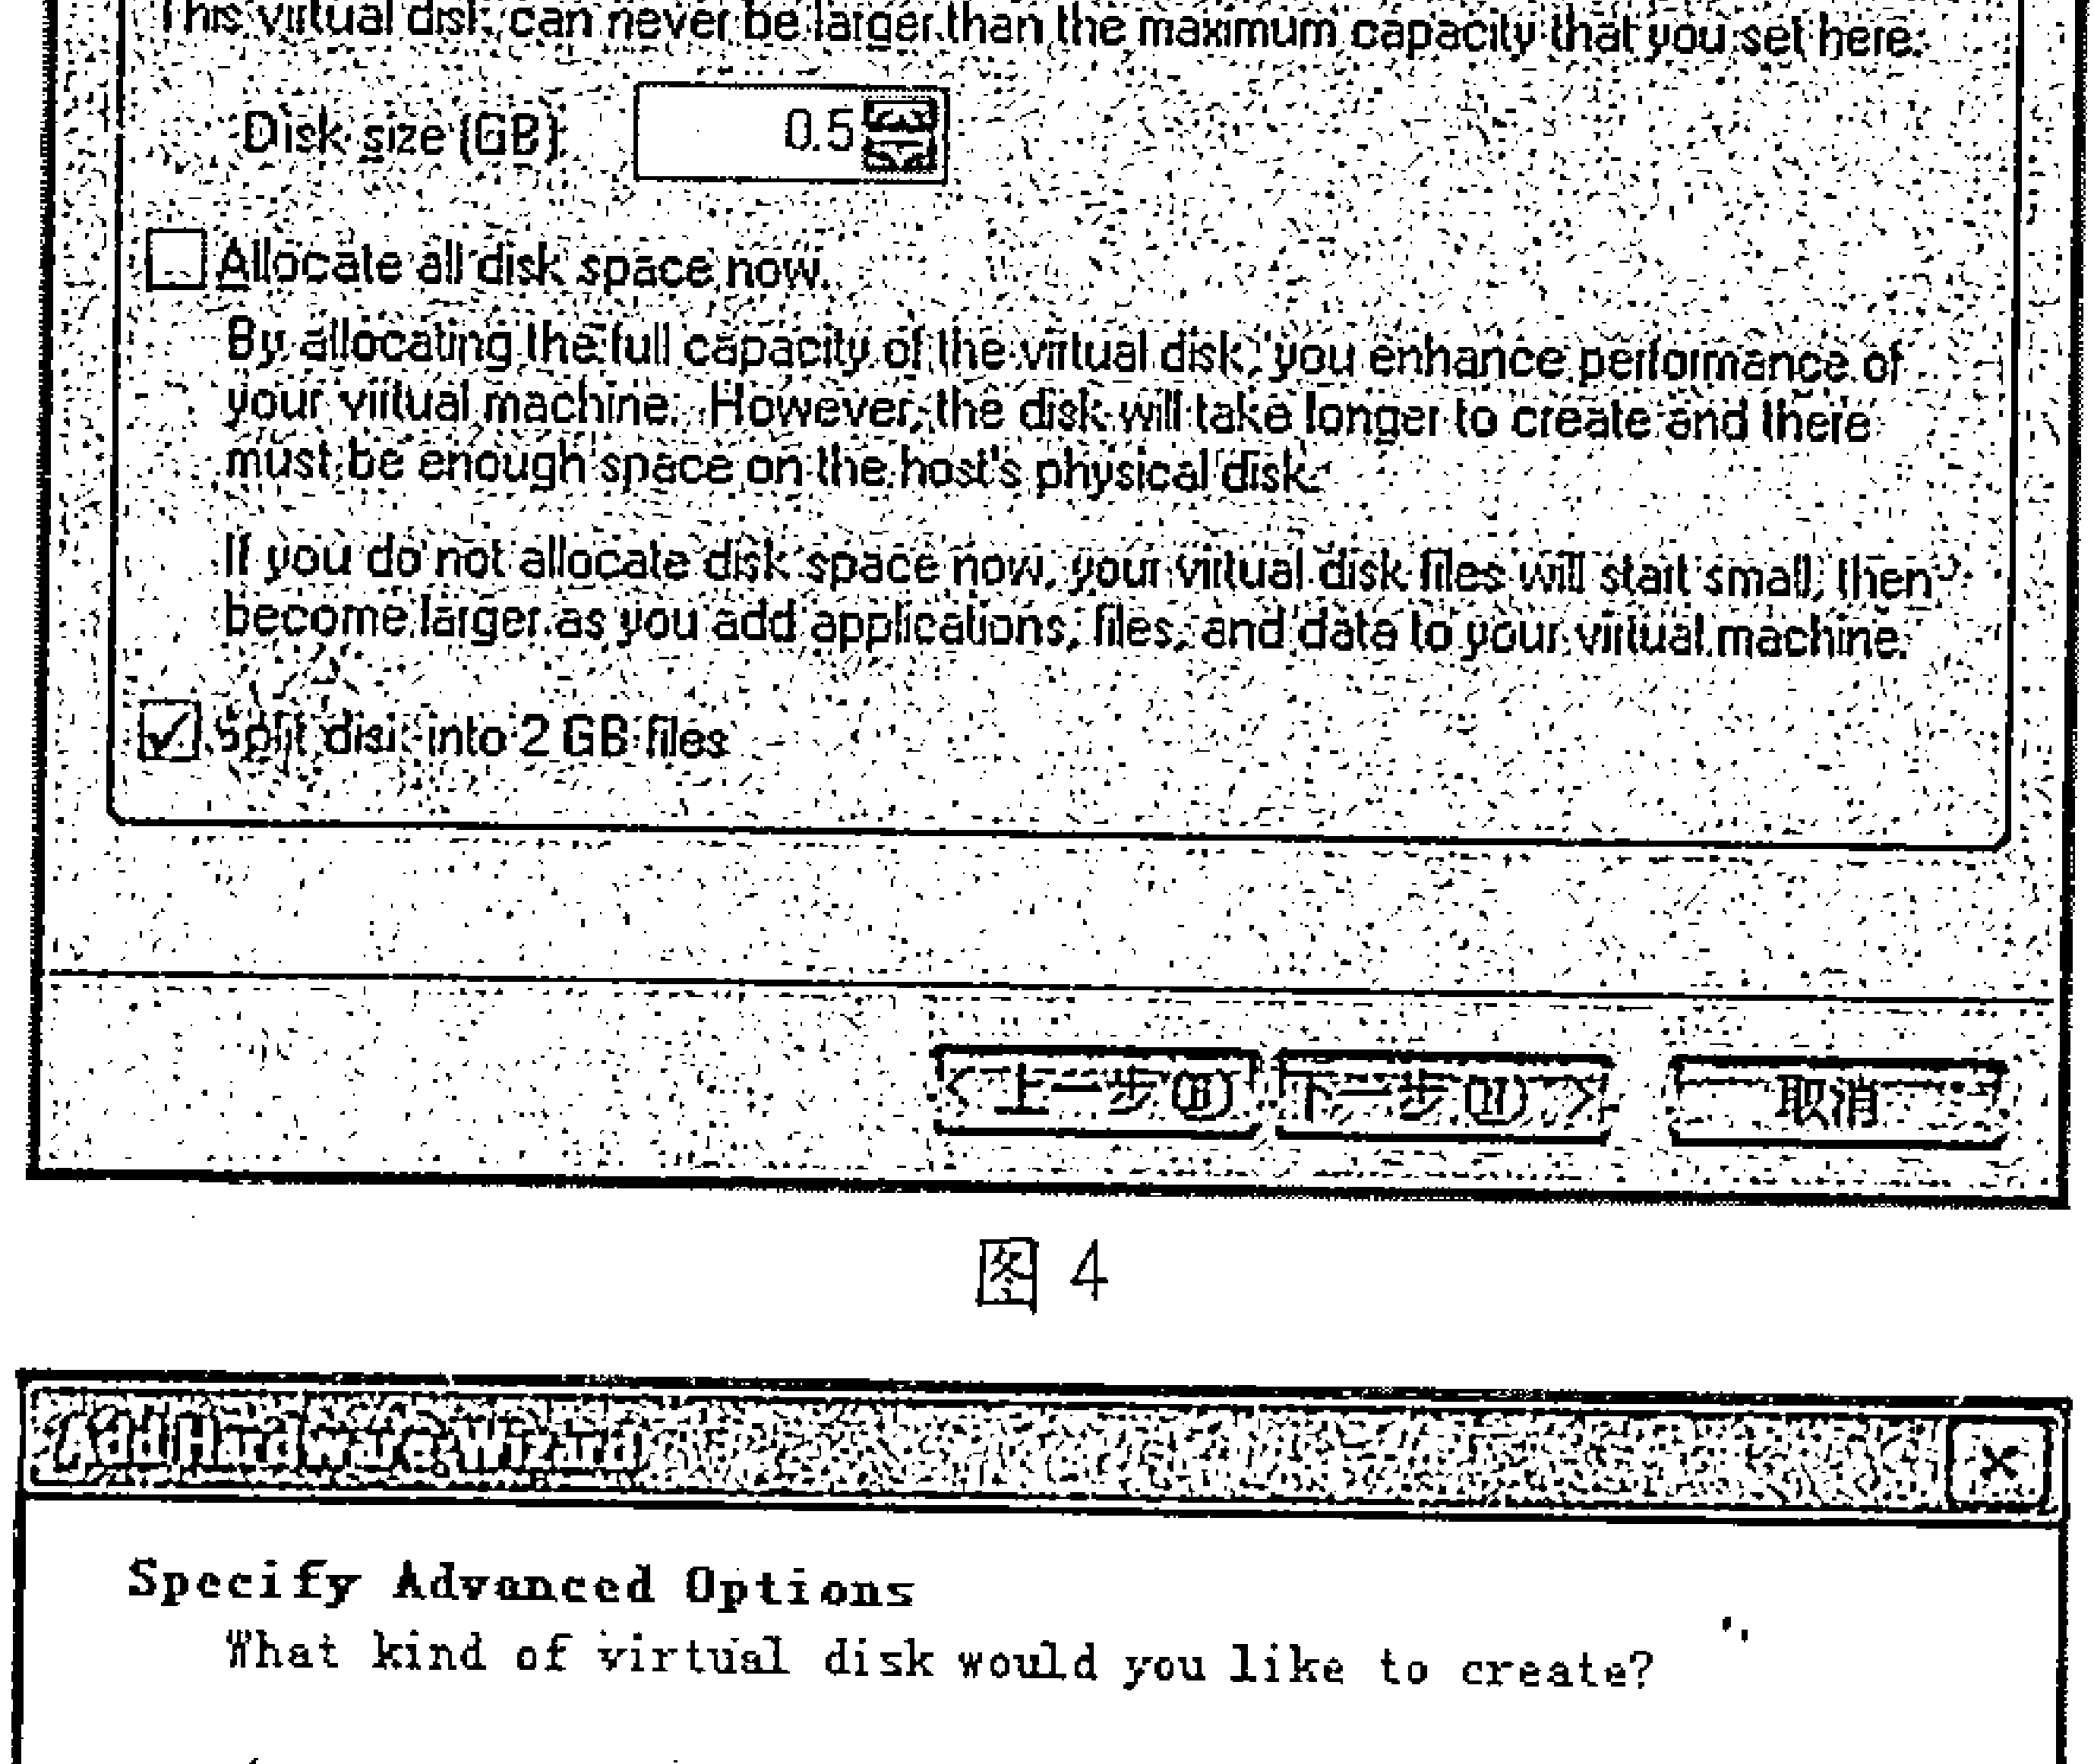 This virtual disk can never be larger than the maximum capacity that you set here.
Disk size (GB): 0.5
Allocate all disk space now.
By allocating the full capacity of the virtual disk, you enhance performance of
your virtual machine. However, the disk will take longer to create and there
must be enough space on the host's physical disk.
If you do not allocate disk space now, your virtual disk files will start small, then
become larger as you add applications, files, and data to your virtual machine.
Split disk into 2 GB files
< 上一步(B) 下一步(N) > 取消
图 4
Add Hardware Wizard
Specify Advanced Options
What kind of virtual disk would you like to create?